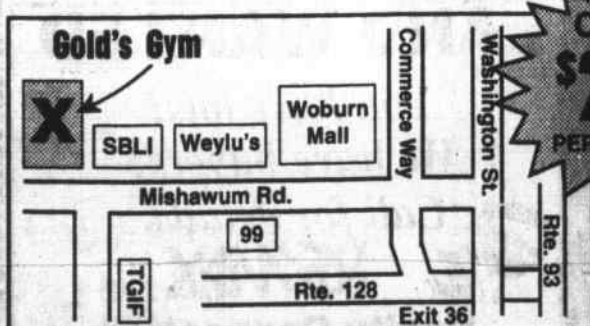 Gold's Gym
X
SBLI
Weylu's
Woburn
Mall
Commerce Way
Washington St.
Mishawum Rd.
99
TGIF
Rte. 128
Exit 36
Rte. 93